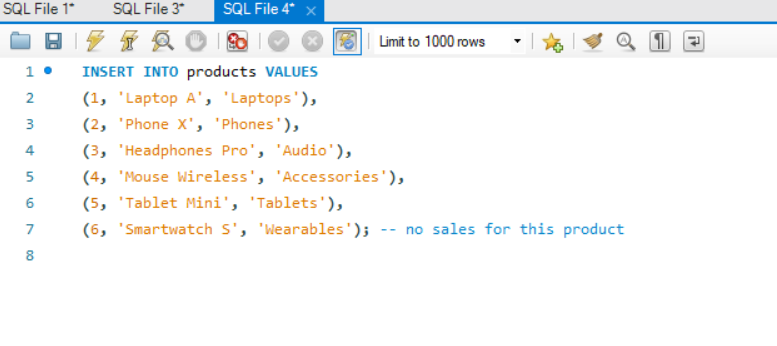 SQL File 1* SQL File 3* SQL File 4* ×
Limit to 1000 rows
1 INSERT INTO products VALUES
2 (1, 'Laptop A', 'Laptops'),
3 (2, 'Phone X', 'Phones'),
4 (3, 'Headphones Pro', 'Audio'),
5 (4, 'Mouse Wireless', 'Accessories'),
6 (5, 'Tablet Mini', 'Tablets'),
7 (6, 'Smartwatch S', 'Wearables'); -- no sales for this product
8